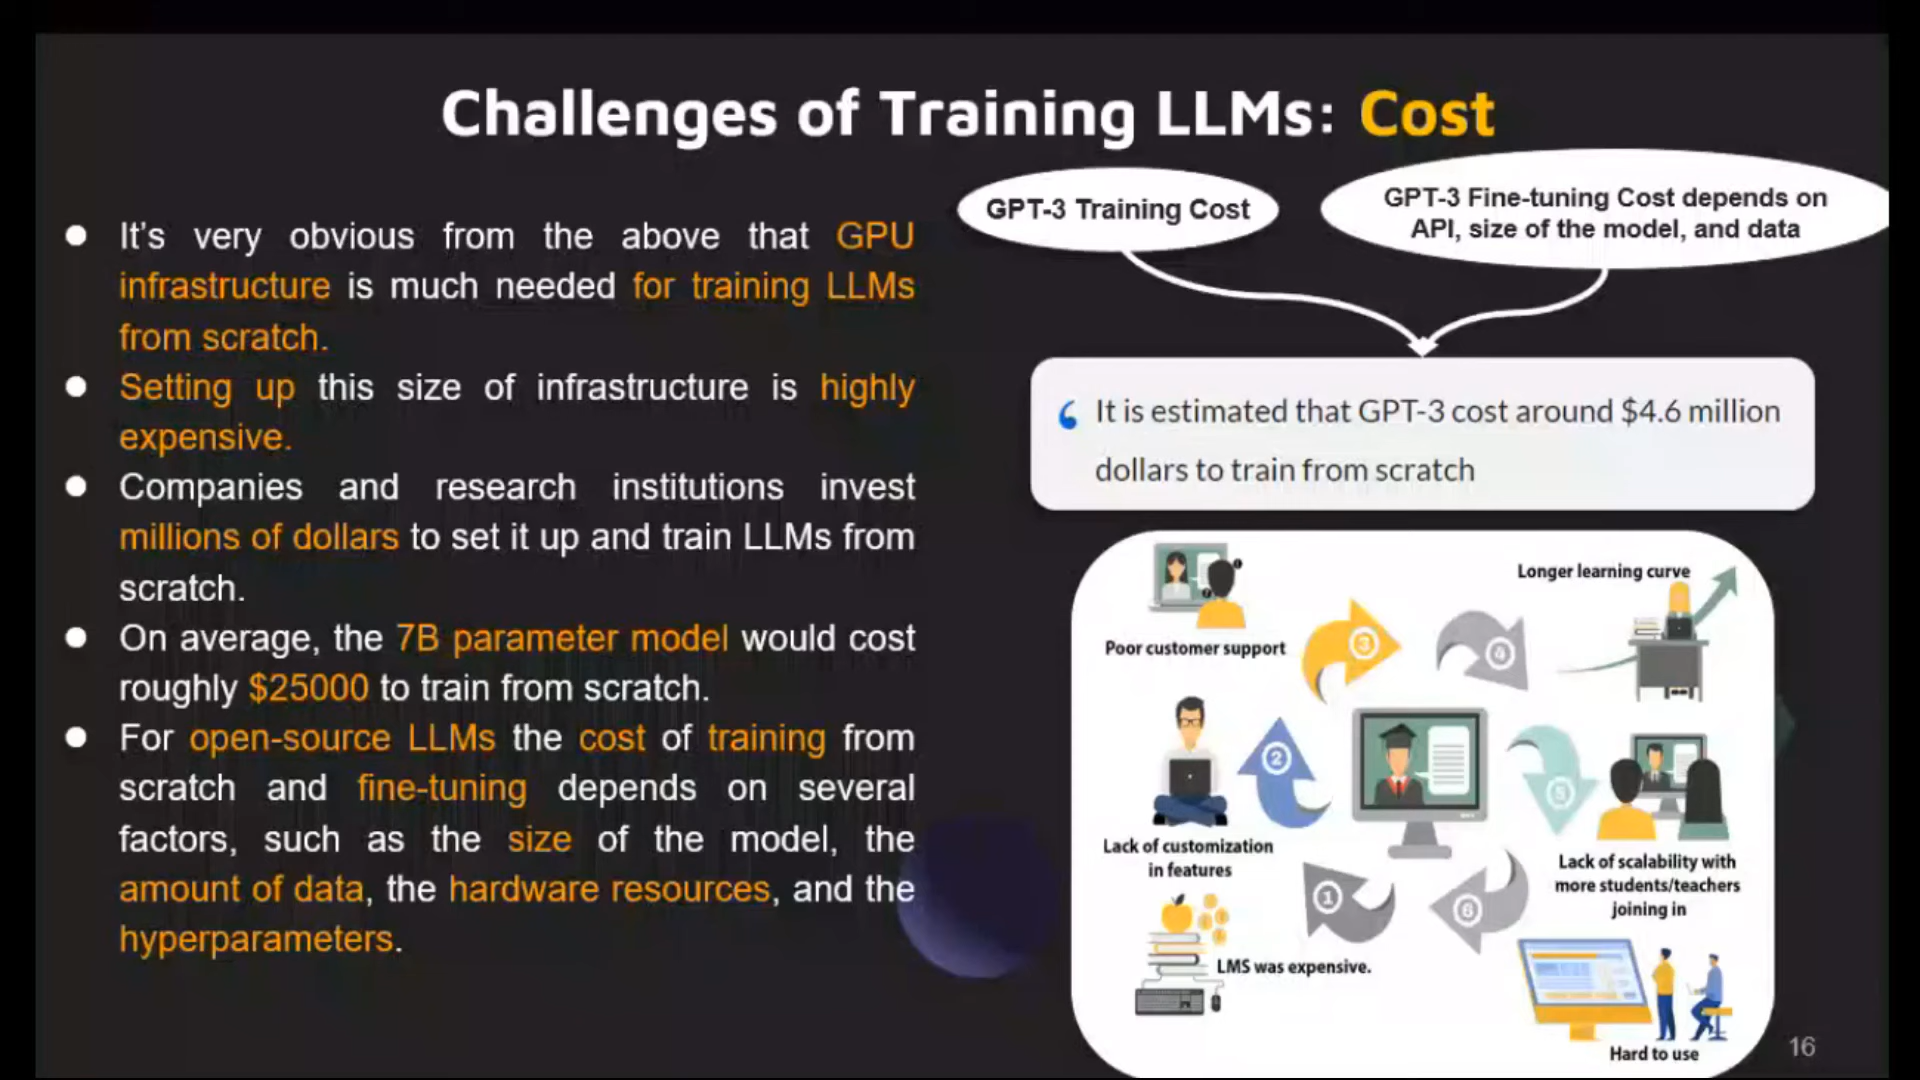 Challenges of Training LLMs: Cost
It's very obvious from the above that GPU
infrastructure is much needed for training LLMs
from scratch.
Setting up this size of infrastructure is highly
expensive.
Companies and research institutions invest
millions of dollars to set it up and train LLMs from
scratch.
On average, the 7B parameter model would cost
roughly $25000 to train from scratch.
For open-source LLMs the cost of training from
scratch and fine-tuning depends on several
factors, such as the size of the model, the
amount of data, the hardware resources, and the
hyperparameters.
GPT-3 Training Cost
GPT-3 Fine-tuning Cost depends on
API, size of the model, and data
It is estimated that GPT-3 cost around $4.6 million
dollars to train from scratch
Poor customer support
3
4
Longer learning curve
Lack of customization
in features
2
5
Lack of scalability with
more students/teachers
joining in
1
6
LMS was expensive.
Hard to use
16